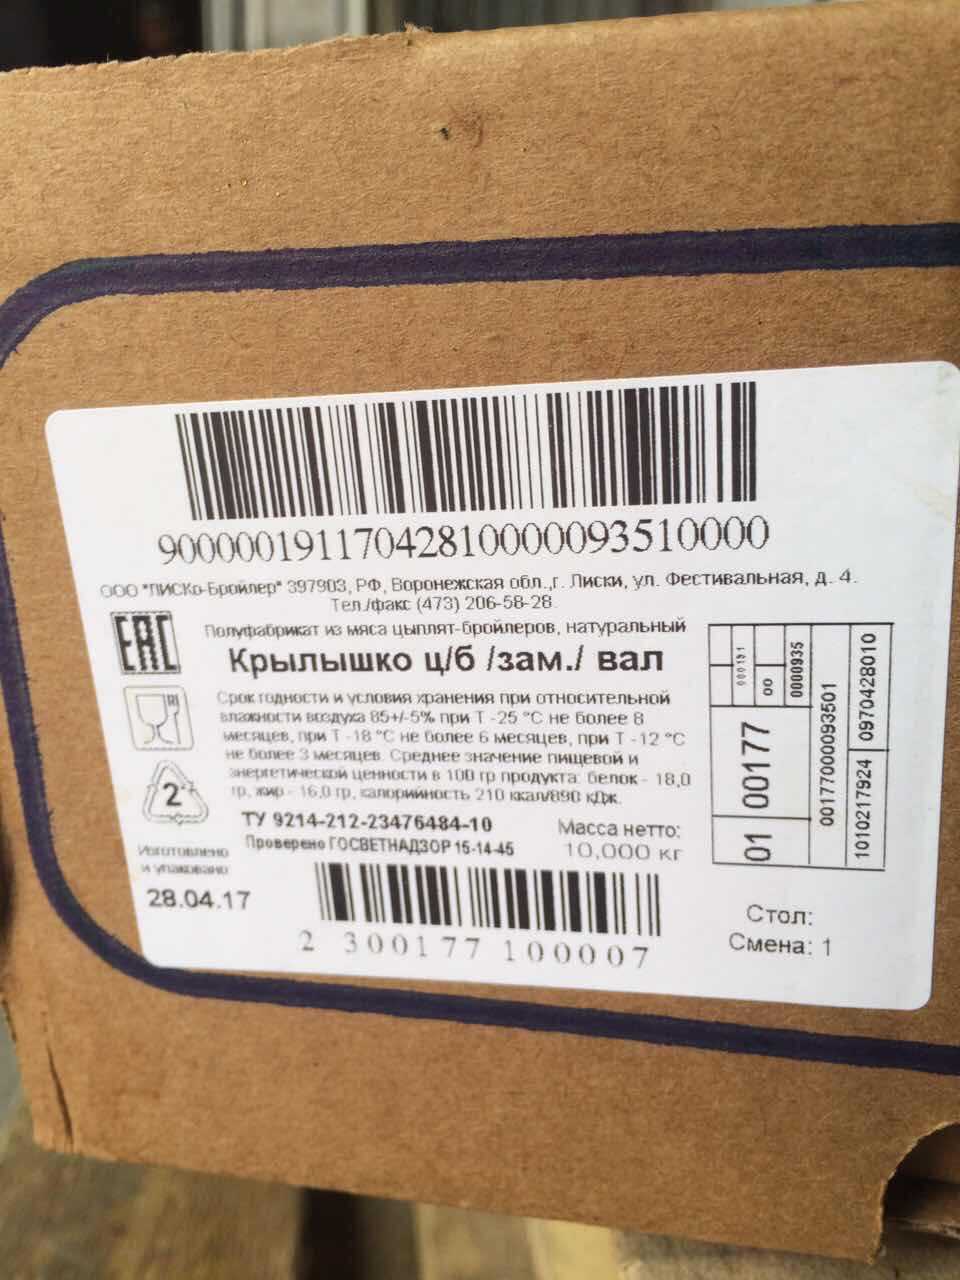 9000001911704281000009351 0000
ООО "ЛИСКо-Бройлер" 397903, РФ, Воронежская обл.,г. Лиски, ул. Фестивальная, д. 4.
Тел./факс (473) 206-58-28.
Полуфабрикат из мяса цыплят-бройлеров, натуральный
EAC
Крылышко ц/б /зам./ вал
Срок годности и условия хранения при относительной
влажности воздуха 85+/-5% при Т -25 °С не более 8
месяцев, при Т -18 °С не более 6 месяцев, при Т -12 °С
не более 3 месяцев. Среднее значение пищевой и
энергетической ценности в 100 гр продукта: белок - 18,0
гр, жир - 16,0 гр, калорийность 210 ккал/890 кДж.
2
ТУ 9214-212-23476484-10
Проверено ГОСВЕТНАДЗОР 15-14-45
Масса нетто:
10,000 кг
Изготовлено
и упаковано
28.04.17
2 300177 100007
01 00177
000191
00
0000935
00177000093501
1010217924 0970428010
Стол:
Смена: 1